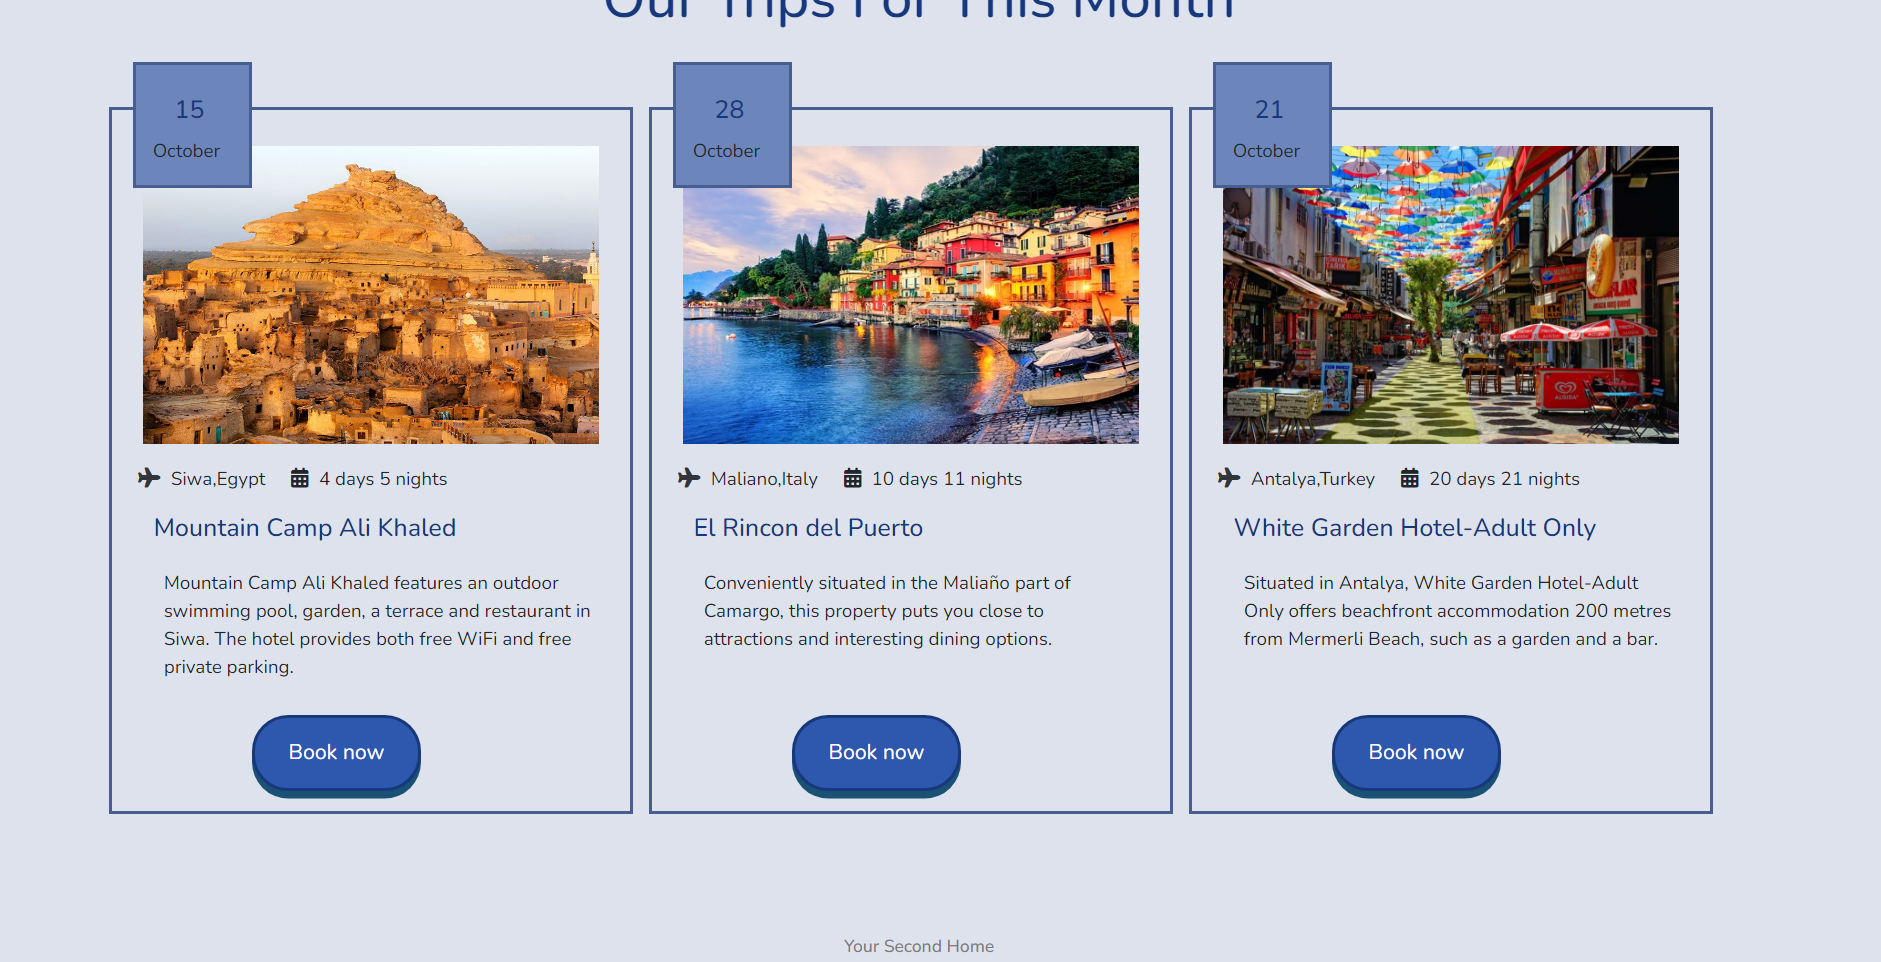 Our Trips For This Month
15
October
Siwa,Egypt 4 days 5 nights
Mountain Camp Ali Khaled
Mountain Camp Ali Khaled features an outdoor
swimming pool, garden, a terrace and restaurant in
Siwa. The hotel provides both free WiFi and free
private parking.
Book now
28
October
Maliano,Italy 10 days 11 nights
El Rincon del Puerto
Conveniently situated in the Maliaño part of
Camargo, this property puts you close to
attractions and interesting dining options.
Book now
21
October
ALGIDA
Antalya,Turkey 20 days 21 nights
White Garden Hotel-Adult Only
Situated in Antalya, White Garden Hotel-Adult
Only offers beachfront accommodation 200 metres
from Mermerli Beach, such as a garden and a bar.
Book now
Your Second Home